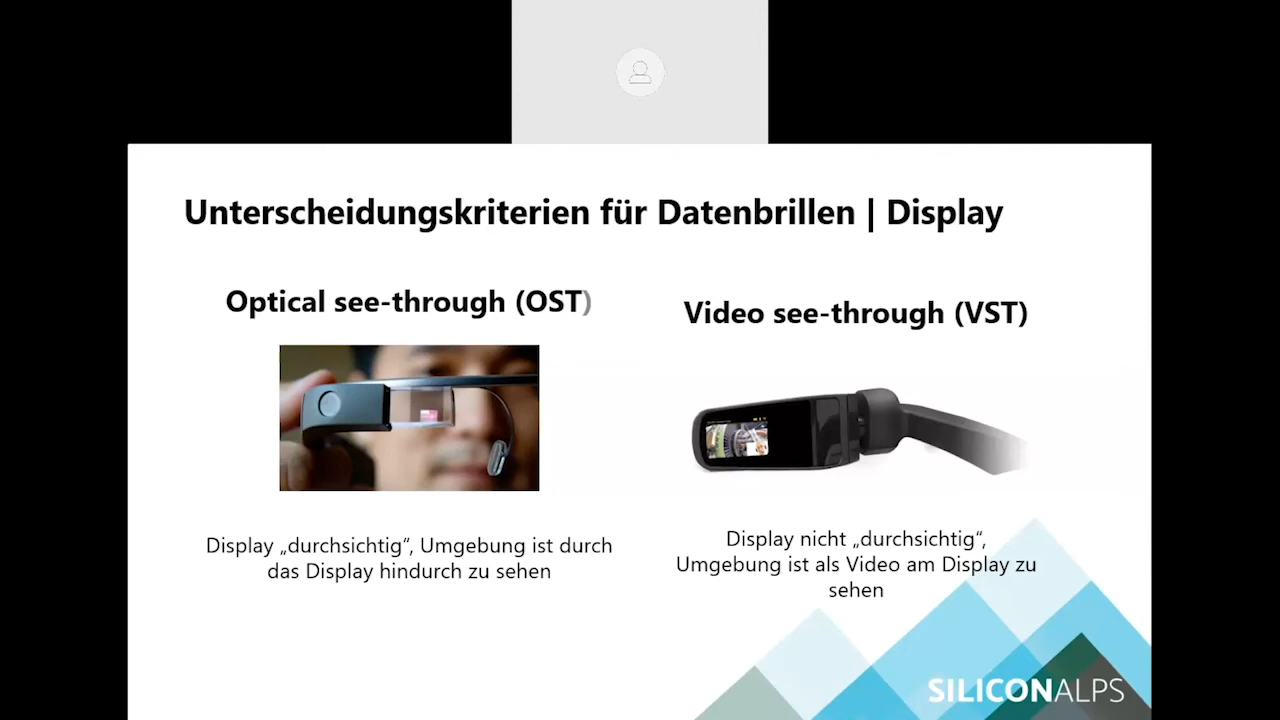 Unterscheidungskriterien für Datenbrillen | Display
Optical see-through (OST)
Display „durchsichtig“, Umgebung ist durch
das Display hindurch zu sehen
Video see-through (VST)
Display nicht „durchsichtig“,
Umgebung ist als Video am Display zu
sehen
SILICONALPS